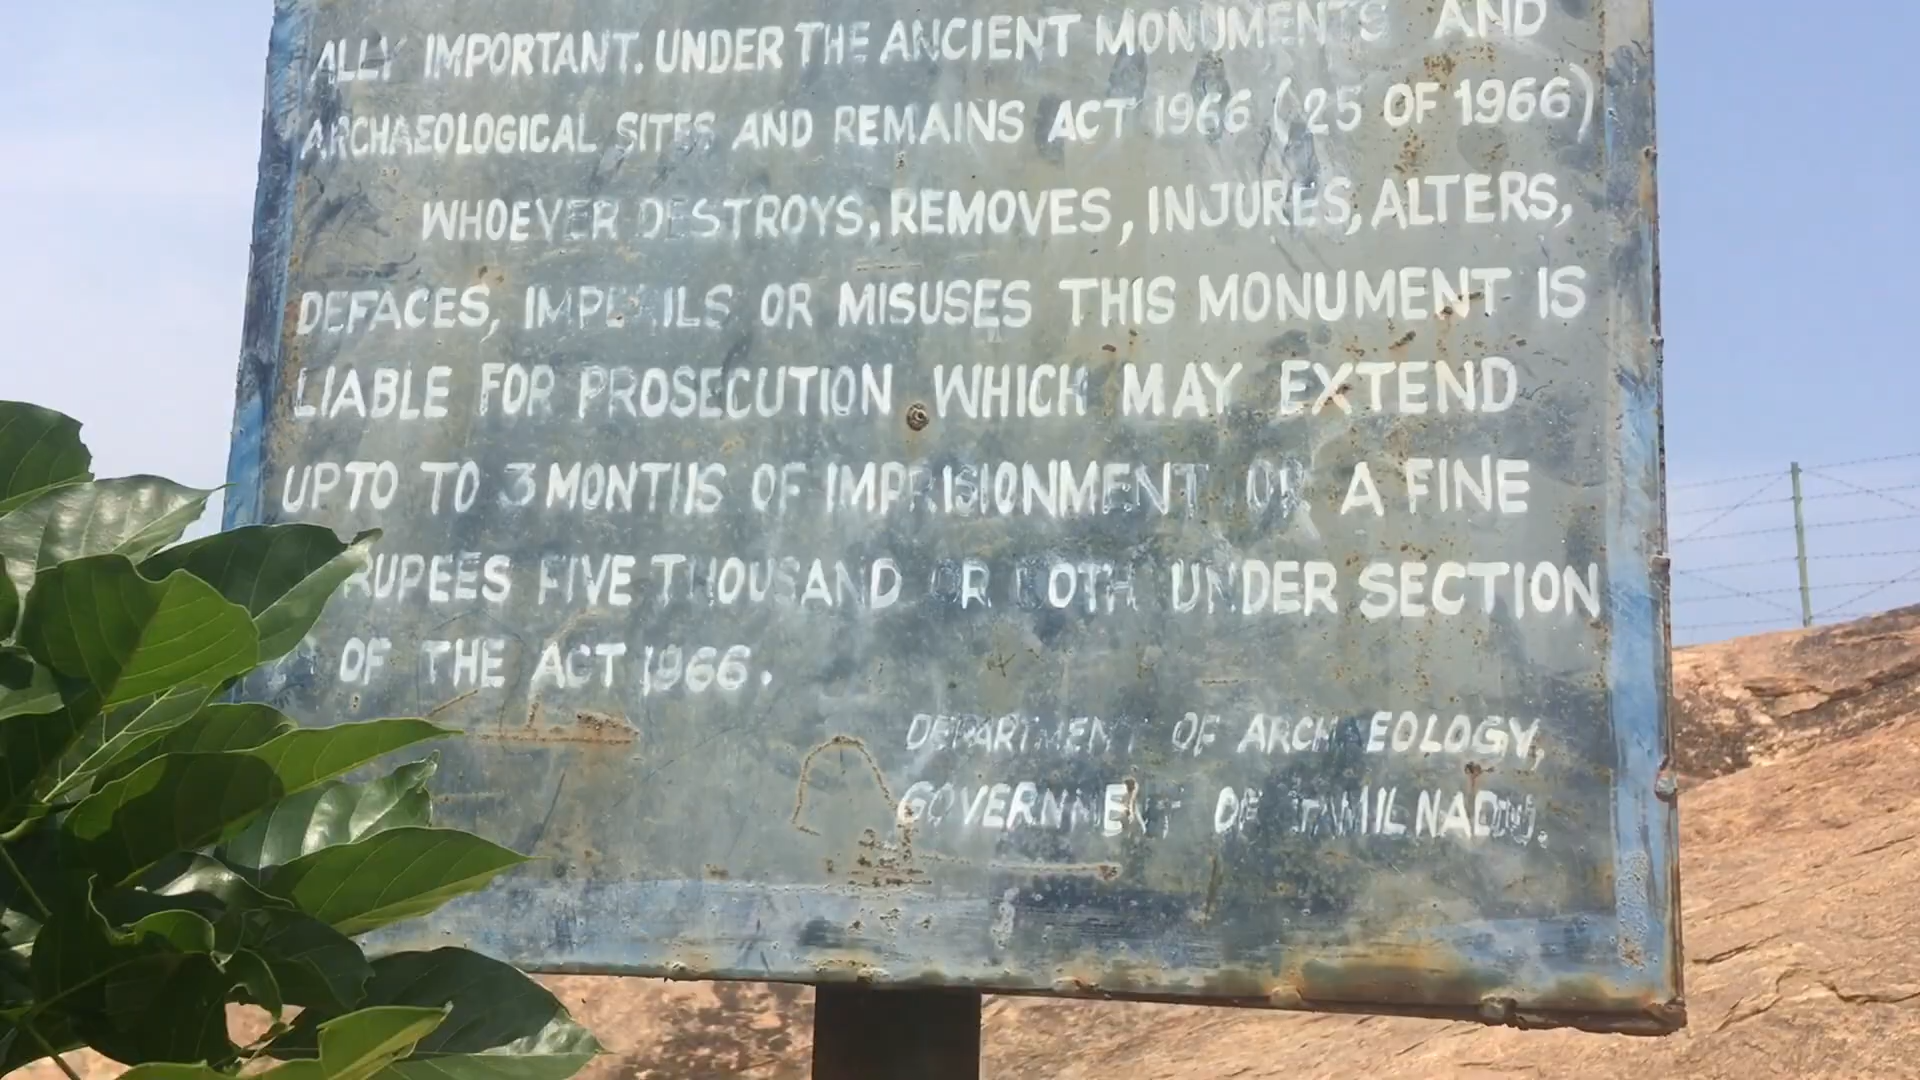 ALLY IMPORTANT. UNDER THE ANCIENT MONUMENTS AND
ARCHAEOLOGICAL SITES AND REMAINS ACT 1966 (25 OF 1966)
WHOEVER DESTROYS, REMOVES, INJURES, ALTERS,
DEFACES, IMPERILS OR MISUSES THIS MONUMENT IS
LIABLE FOR PROSECUTION WHICH MAY EXTEND
UPTO TO 3 MONTHS OF IMPRISIONMENT OR A FINE
RUPEES FIVE THOUSAND OR BOTH UNDER SECTION
OF THE ACT 1966.
DEPARTMENT OF ARCHAEOLOGY,
GOVERNMENT OF TAMIL NADU.